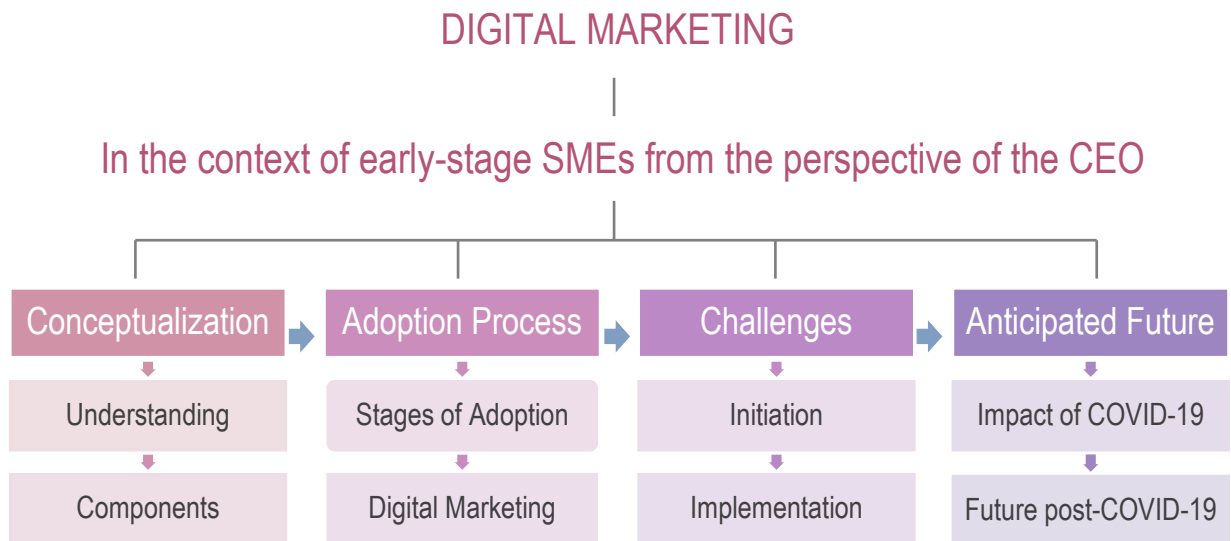 DIGITAL MARKETING
In the context of early-stage SMEs from the perspective of the CEO
Conceptualization
Adoption Process
Challenges
Anticipated Future
Understanding
Stages of Adoption
Initiation
Impact of COVID-19
Components
Digital Marketing
Implementation
Future post-COVID-19